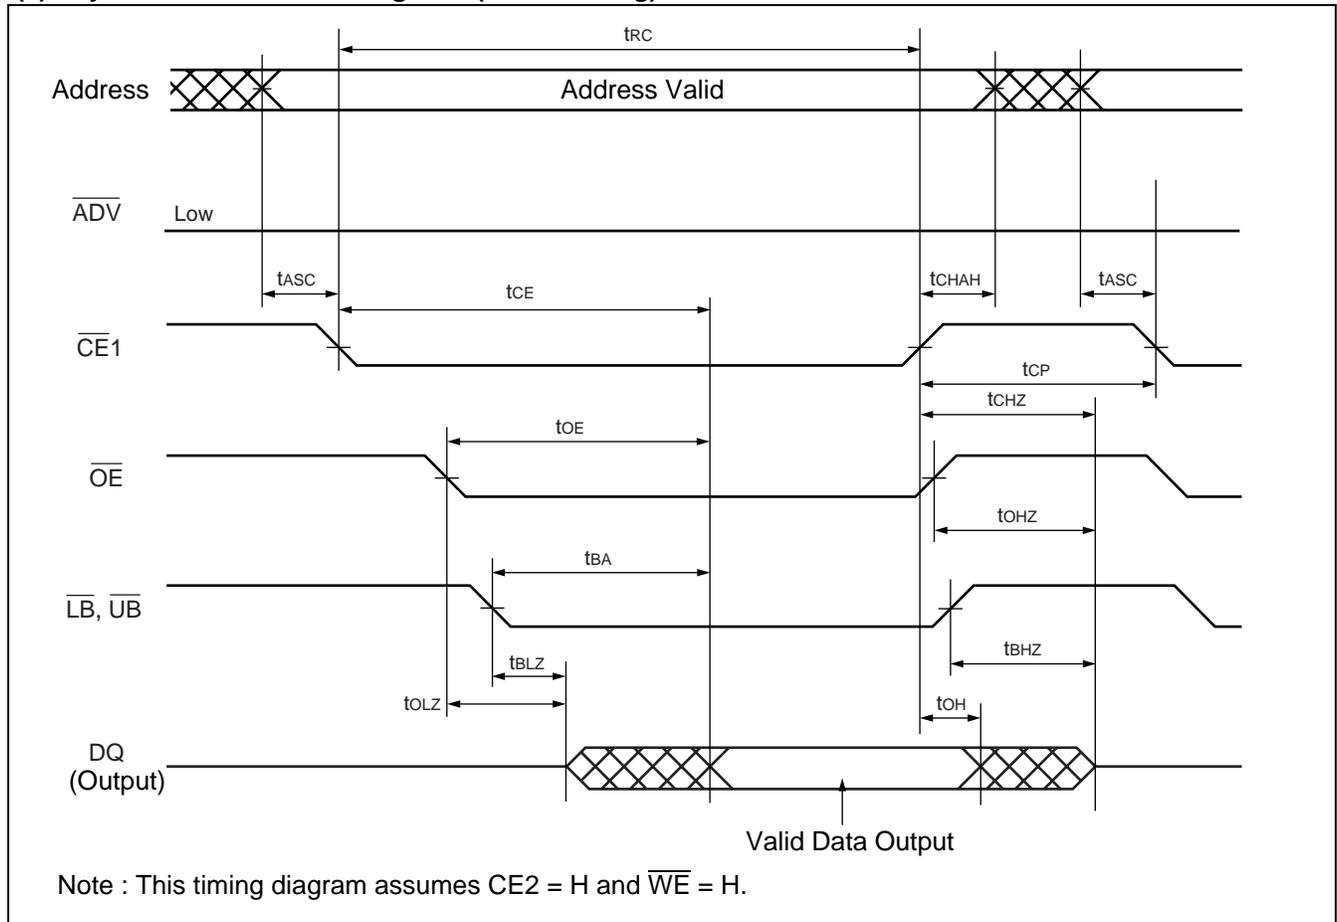 tRC
Address
Address Valid
ADV
Low
tASC
tCE
tCHAH
tASC
CE1
tCP
tCHZ
tOE
OE
tOHZ
tBA
LB, UB
tBLZ
tBHZ
tOLZ
tOH
DQ
(Output)
Valid Data Output
Note : This timing diagram assumes CE2 = H and WE = H.